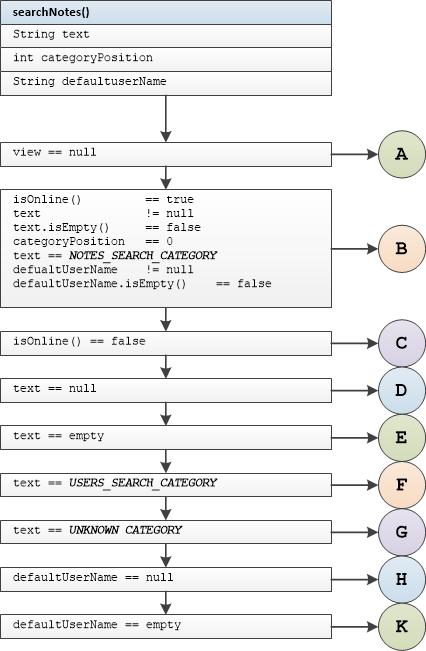 searchNotes()
String text
int categoryPosition
String defaultuserName
view == null
A
isOnline() == true
text != null
text.isEmpty() == false
categoryPosition == 0
text == NOTES_SEARCH_CATEGORY
defualtUserName != null
defaultUserName.isEmpty() == false
B
isOnline() == false
C
text == null
D
text == empty
E
text == USERS_SEARCH_CATEGORY
F
text == UNKNOWN CATEGORY
G
defaultUserName == null
H
defaultUserName == empty
K